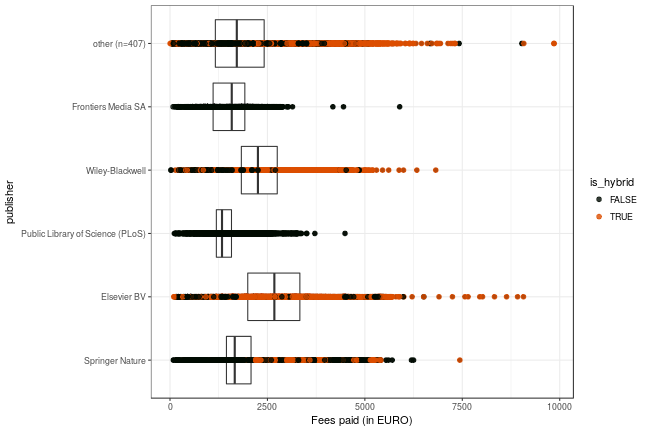 other (n=407)
Frontiers Media SA
Wiley-Blackwell
Public Library of Science (PLoS)
Elsevier BV
Springer Nature
publisher
0 2500 5000 7500 10000
Fees paid (in EURO)
is_hybrid
FALSE
TRUE